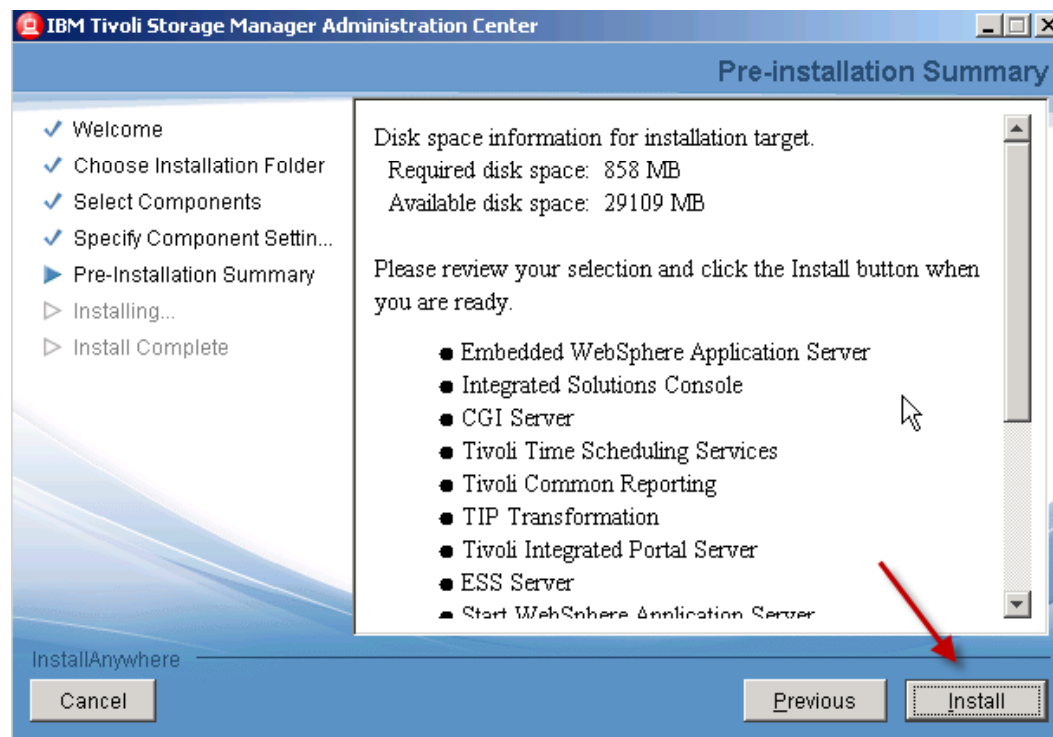 IBM Tivoli Storage Manager Administration Center
Pre-installation Summary
Welcome
Choose Installation Folder
Select Components
Specify Component Settin...
Pre-Installation Summary
Installing...
Install Complete
Disk space information for installation target.
Required disk space: 858 MB
Available disk space: 29109 MB
Please review your selection and click the Install button when
you are ready.
Embedded WebSphere Application Server
Integrated Solutions Console
CGI Server
Tivoli Time Scheduling Services
Tivoli Common Reporting
TIP Transformation
Tivoli Integrated Portal Server
ESS Server
Start WebSphere Application Server
InstallAnywhere
Cancel
Previous
Install